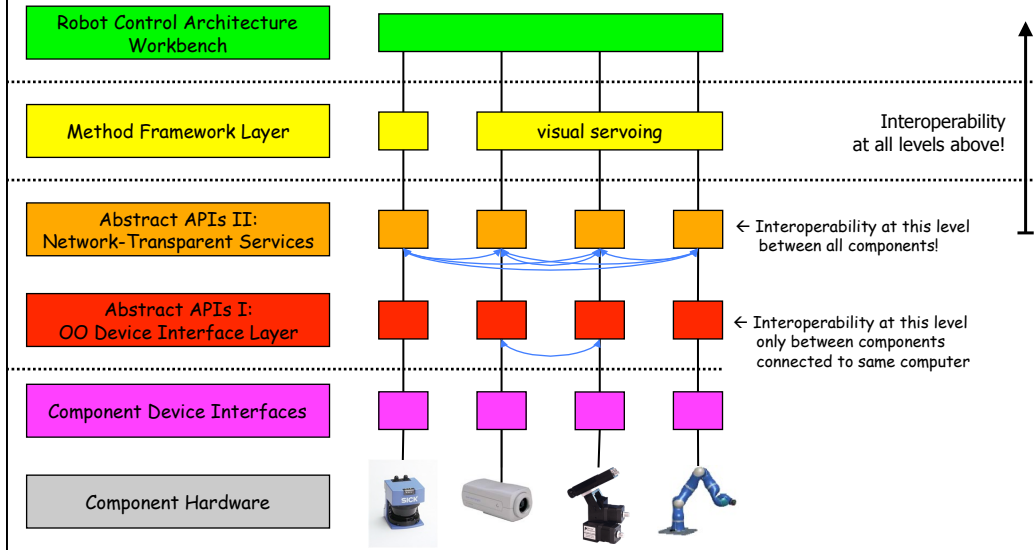 Robot Control Architecture
Workbench
Method Framework Layer
visual servoing
Interoperability
at all levels above!
Abstract APIs II:
Network-Transparent Services
← Interoperability at this level
between all components!
Abstract APIs I:
OO Device Interface Layer
← Interoperability at this level
only between components
connected to same computer
Component Device Interfaces
Component Hardware
SICK